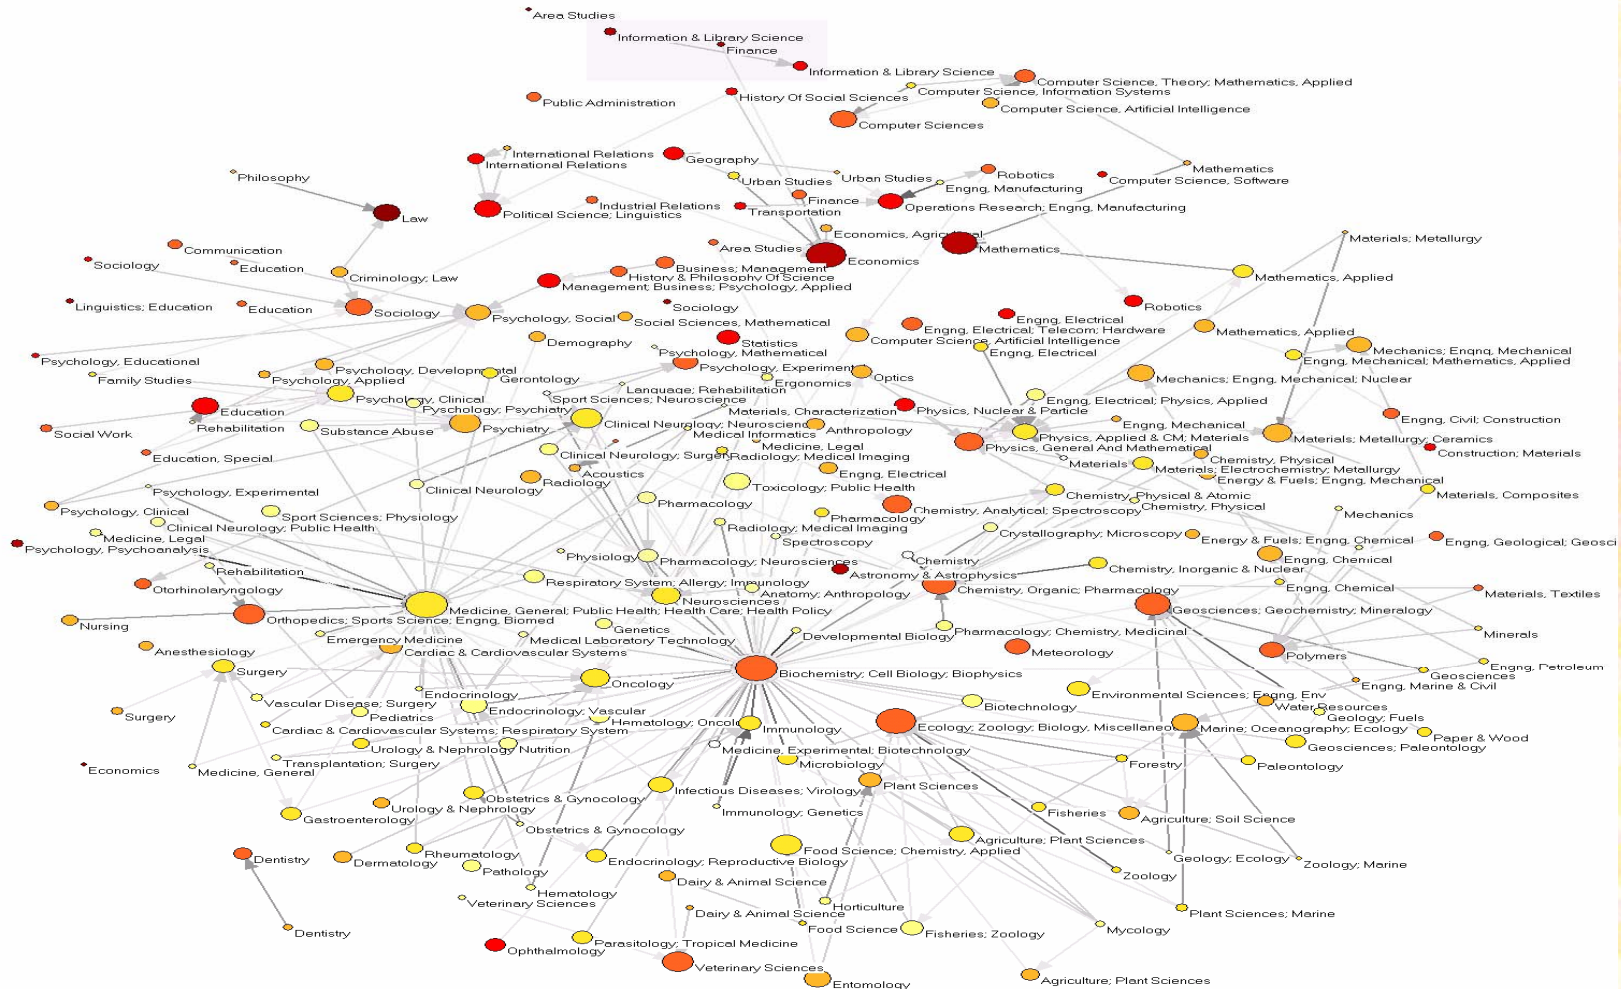 Area Studies
Information & Library Science
Finance
Information & Library Science
Computer Science, Theory; Mathematics, Applied
Computer Science, Information Systems
History Of Social Sciences
Public Administration
Computer Science, Artificial Intelligence
Computer Sciences
International Relations
International Relations
Geography
Mathematics
Philosophy
Urban Studies
Urban Studies
Robotics
Computer Science, Software
Engng, Manufacturing
Finance
Industrial Relations
Transportation
Operations Research; Engng, Manufacturing
Political Science; Linguistics
Law
Economics, Agricultural
Materials; Metallurgy
Area Studies
Mathematics
Communication
Economics
Sociology
Education
Criminology; Law
Business; Management
History & Philosophy Of Science
Management; Business; Psychology, Applied
Mathematics, Applied
Linguistics; Education
Education
Sociology
Psychology, Social
Sociology
Social Sciences, Mathematical
Robotics
Engng, Electrical
Engng, Electrical; Telecom; Hardware
Computer Science, Artificial Intelligence
Mathematics, Applied
Demography
Statistics
Engng, Electrical
Psychology, Mathematical
Mechanics; Engng, Mechanical
Engng, Mechanical; Mathematics, Applied
Psychology, Educational
Psychology, Developmental
Psychology, Experiment
Family Studies
Psychology, Applied
Gerontology
Ergonomics
Optics
Mechanics; Engng, Mechanical; Nuclear
Language; Rehabilitation
Psychology, Clinical
Sport Sciences; Neuroscience
Engng, Electrical; Physics, Applied
Education
Pyschology; Psychiatry
Materials, Characterization
Physics, Nuclear & Particle
Engng, Civil; Construction
Rehabilitation
Substance Abuse
Psychiatry
Clinical Neurology; Neuroscienc
Anthropology
Engng, Mechanical
Social Work
Medical Informatics
Physics, Applied & CM; Materials
Materials; Metallurgy; Ceramics
Medicine, Legal
Physics, General And Mathematical
Education, Special
Clinical Neurology; Surger
Radiology; Medical Imaging
Chemistry, Physical
Construction; Materials
Materials
Materials; Electrochemistry; Metallurgy
Acoustics
Engng, Electrical
Energy & Fuels; Engng, Mechanical
Radiology
Psychology, Experimental
Clinical Neurology
Toxicology; Public Health
Chemistry, Physical & Atomic
Materials, Composites
Pharmacology
Chemistry, Physical
Psychology, Clinical
Chemistry, Analytical; Spectroscopy
Mechanics
Sport Sciences; Physiology
Pharmacology
Clinical Neurology; Public Health
Radiology; Medical Imaging
Crystallography; Microscopy
Energy & Fuels; Engng, Chemical
Medicine, Legal
Spectroscopy
Engng, Geological; Geosci
Psychology, Psychoanalysis
Physiology
Pharmacology; Neurosciences
Chemistry
Engng, Chemical
Rehabilitation
Chemistry, Inorganic & Nuclear
Astronomy & Astrophysics
Respiratory System; Allergy; Immunology
Otorhinolaryngology
Anatomy; Anthropology
Chemistry, Organic; Pharmacology
Engng, Chemical
Materials, Textiles
Neurosciences
Medicine, General; Public Health; Health Care; Health Policy
Geosciences; Geochemistry; Mineralogy
Orthopedics; Sports Science; Engng, Biomed
Nursing
Genetics
Pharmacology; Chemistry, Medicinal
Minerals
Developmental Biology
Emergency Medicine
Medical Laboratory Technology
Anesthesiology
Cardiac & Cardiovascular Systems
Meteorology
Polymers
Surgery
Biochemistry; Cell Biology; Biophysics
Engng, Petroleum
Geosciences
Oncology
Engng, Marine & Civil
Endocrinology
Environmental Sciences; Engng, Env
Vascular Disease; Surgery
Endocrinology; Vascular
Biotechnology
Water Resources
Surgery
Pediatrics
Hematology; Oncolo
Immunology
Ecology; Zoology; Biology, Miscellaneo
Marine; Oceanography; Ecology
Geology; Fuels
Cardiac & Cardiovascular Systems; Respiratory System
Paper & Wood
Urology & Nephrology
Nutrition
Medicine, Experimental; Biotechnology
Geosciences; Paleontology
Transplantation; Surgery
Microbiology
Forestry
Paleontology
Economics
Medicine, General
Infectious Diseases; Virology
Plant Sciences
Obstetrics & Gynocology
Urology & Nephrology
Immunology; Genetics
Fisheries
Agriculture; Soil Science
Gastroenterology
Obstetrics & Gynocology
Agriculture; Plant Sciences
Food Science; Chemistry, Applied
Rheumatology
Dentistry
Dermatology
Endocrinology; Reproductive Biology
Geology; Ecology
Zoology; Marine
Pathology
Zoology
Dairy & Animal Science
Hematology
Veterinary Sciences
Horticulture
Dairy & Animal Science
Plant Sciences; Marine
Dentistry
Food Science
Fisheries; Zoology
Mycology
Ophthalmology
Parasitology; Tropical Medicine
Veterinary Sciences
Agriculture; Plant Sciences
Entomology